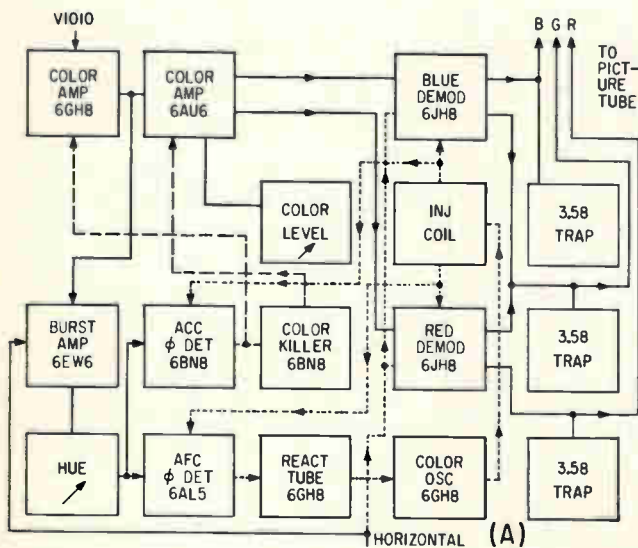 VIOIO
B G R
COLOR
AMP
6GH8
COLOR
AMP
6AU6
BLUE
DEMOD
6JH8
TO
PICT-
URE
TUBE
COLOR
LEVEL
INJ
COIL
3.58
TRAP
BURST
AMP
6EW6
ACC
φ DET
6BN8
COLOR
KILLER
6BN8
RED
DEMOD
6JH8
3.58
TRAP
HUE
AFC
φ DET
6AL5
REACT
TUBE
6GH8
COLOR
OSC
6GH8
3.58
TRAP
HORIZONTAL
(A)